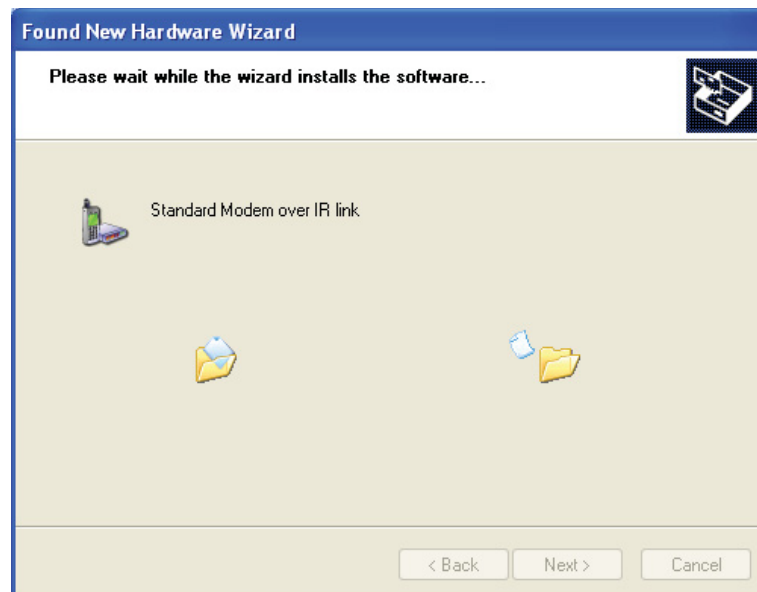 Found New Hardware Wizard
Please wait while the wizard installs the software...
Standard Modem over IR link
< Back
Next >
Cancel